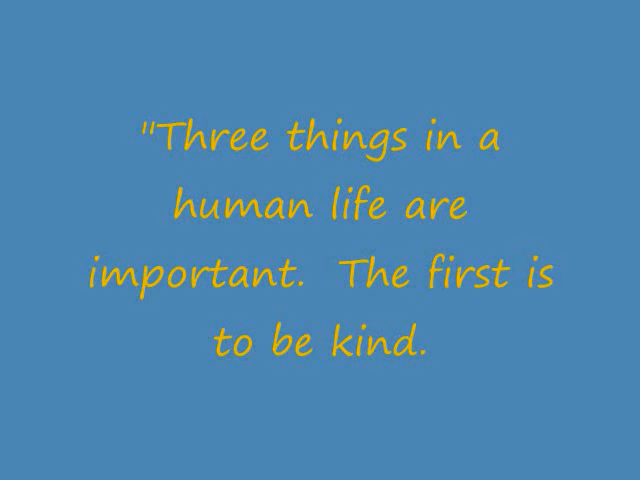 "Three things in a
human life are
important.  The first is
to be kind.